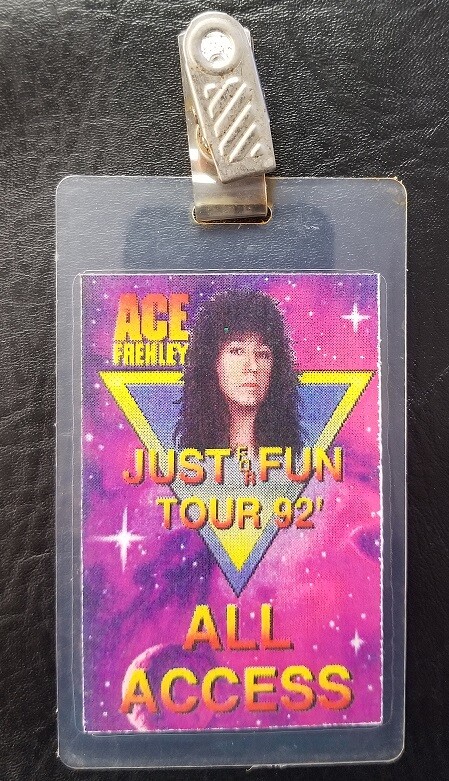 ACE
FREHLEY
JUST FOR FUN
TOUR 92'
ALL
ACCESS